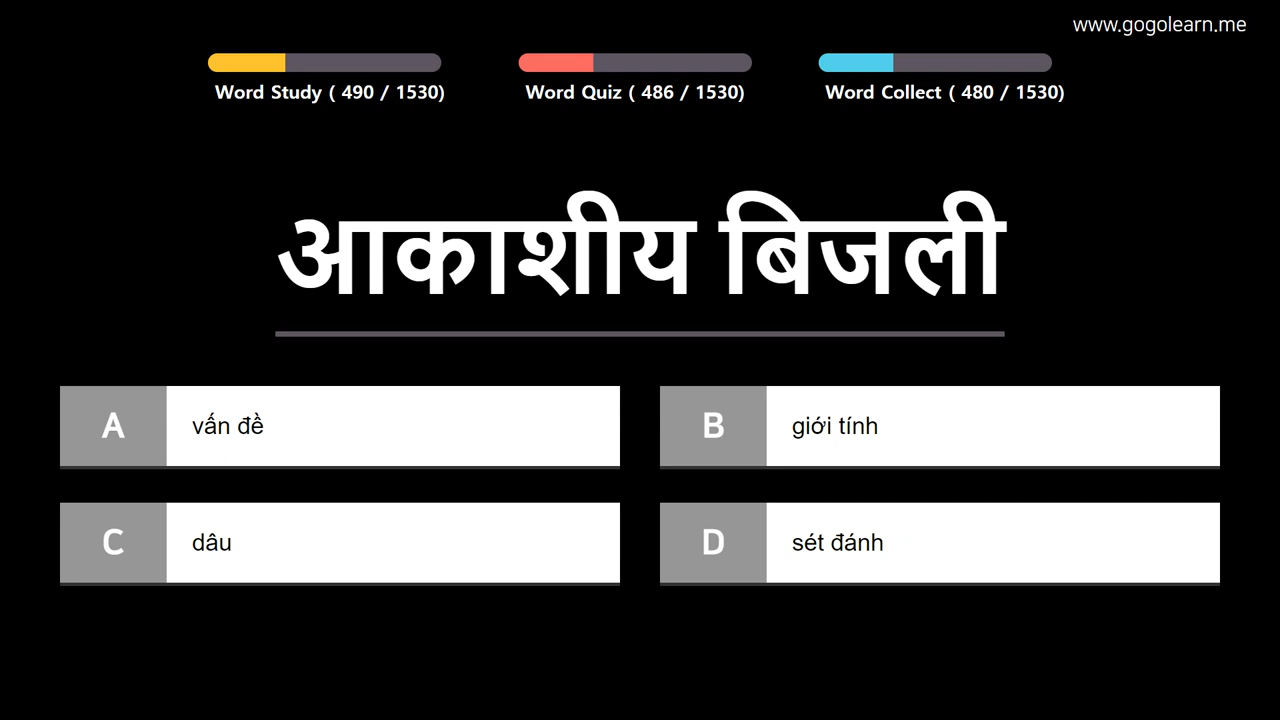 www.gogolearn.me
Word Study ( 490 / 1530)
Word Quiz ( 486 / 1530)
Word Collect ( 480 / 1530)
आकाशीय बिजली
A vấn đề
B giới tính
C dâu
D sét đánh